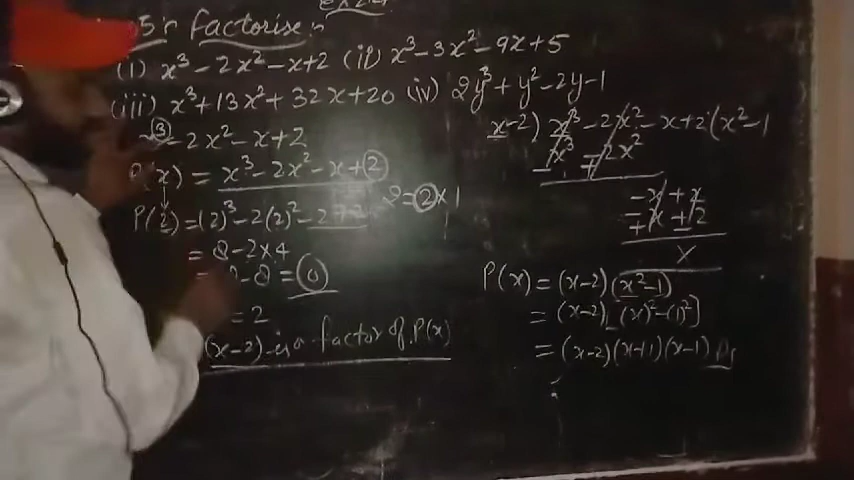 5: Factorise :
(i) x³ - 2x² - x + 2 (ii) x³ - 3x² - 9x + 5
(iii) x³ + 13x² + 32x + 20 (iv) 2y³ + y² - 2y - 1
- 2x² - x + 2
P(x) = x³ - 2x² - x + 2
2 = 2 × 1
P(2) = (2)³ - 2(2)² - 2 + 2
= 8 - 2×4
- 8 = 0
= 2
(x-2) is a factor of P(x)
x-2) x³ - 2x² - x + 2 (x² - 1
x³ - 2x²
- +
- x + 2
- x + 2
+ -
x
P(x) = (x-2) (x²-1)
= (x-2) [(x)² - (1)²]
= (x-2) (x+1) (x-1)